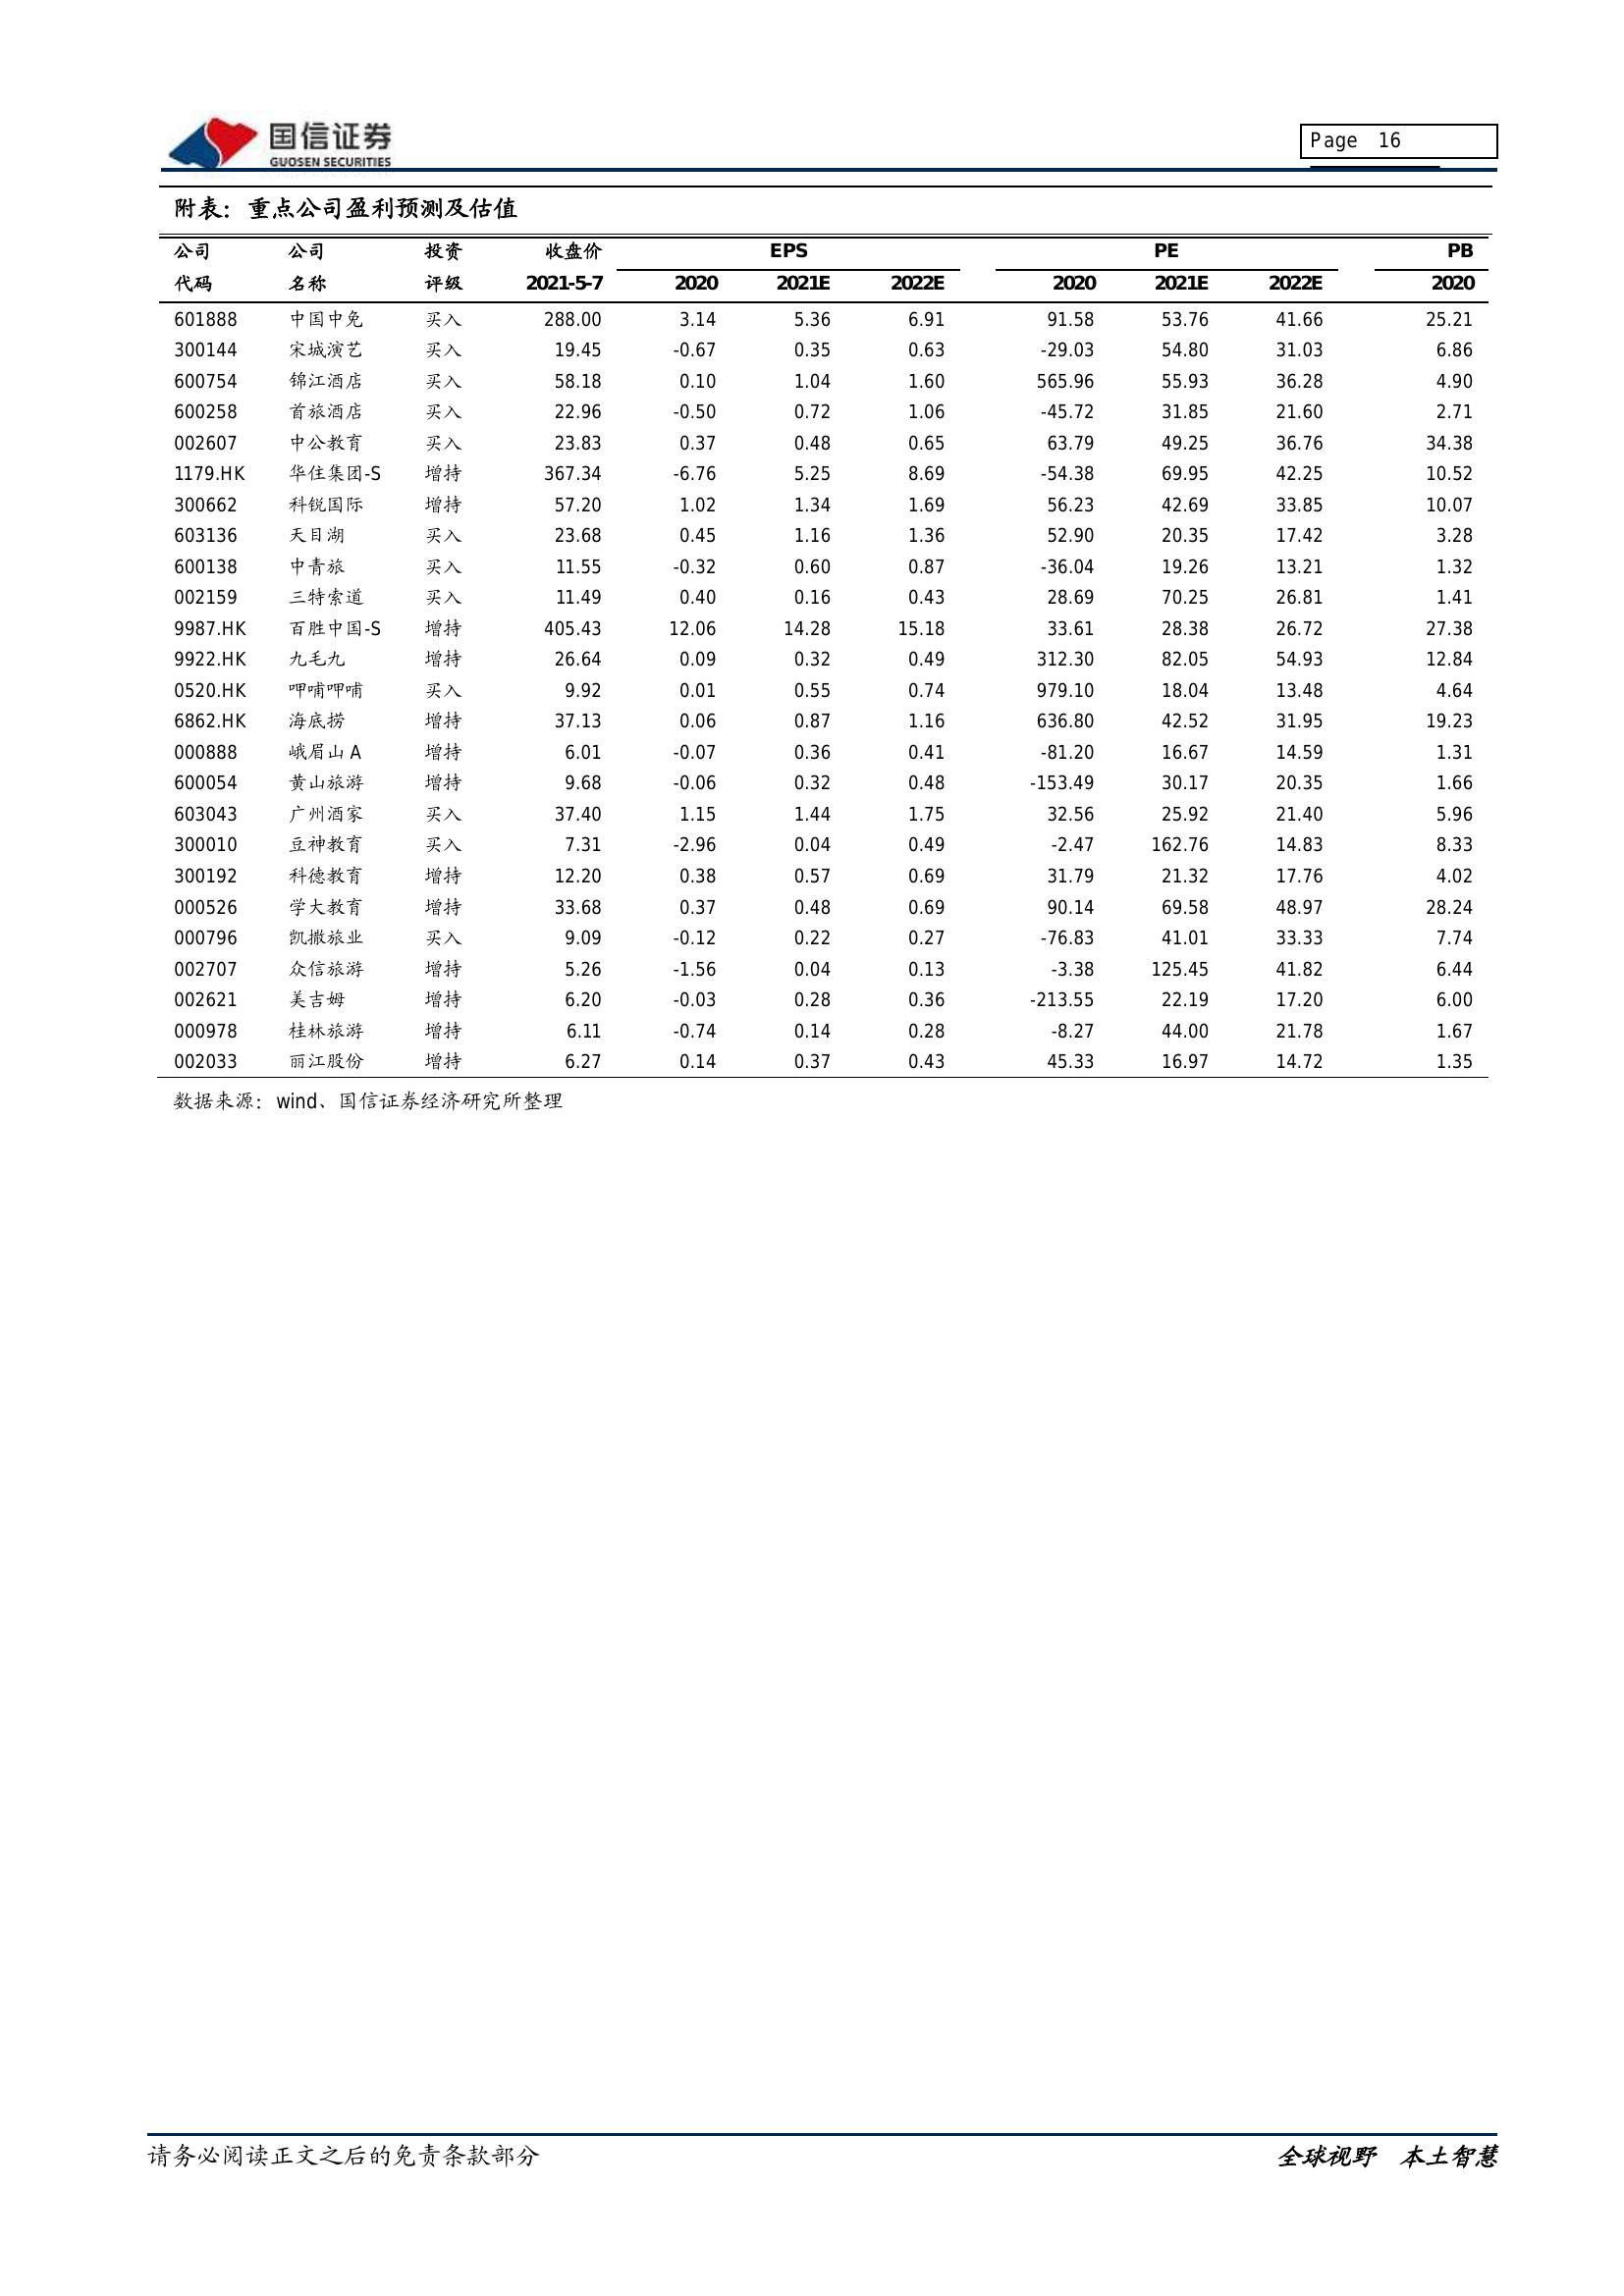 国信证券
GUOSEN SECURITIES
Page 16
附表：重点公司盈利预测及估值
公司 公司 投资 收盘价 EPS PE PB
代码 名称 评级 2021-5-7 2020 2021E 2022E 2020 2021E 2022E 2020
601888 中国中免 买入 288.00 3.14 5.36 6.91 91.58 53.76 41.66 25.21
300144 宋城演艺 买入 19.45 -0.67 0.35 0.63 -29.03 54.80 31.03 6.86
600754 锦江酒店 买入 58.18 0.10 1.04 1.60 565.96 55.93 36.28 4.90
600258 首旅酒店 买入 22.96 -0.50 0.72 1.06 -45.72 31.85 21.60 2.71
002607 中公教育 买入 23.83 0.37 0.48 0.65 63.79 49.25 36.76 34.38
1179.HK 华住集团-S 增持 367.34 -6.76 5.25 8.69 -54.38 69.95 42.25 10.52
300662 科锐国际 增持 57.20 1.02 1.34 1.69 56.23 42.69 33.85 10.07
603136 天目湖 买入 23.68 0.45 1.16 1.36 52.90 20.35 17.42 3.28
600138 中青旅 买入 11.55 -0.32 0.60 0.87 -36.04 19.26 13.21 1.32
002159 三特索道 买入 11.49 0.40 0.16 0.43 28.69 70.25 26.81 1.41
9987.HK 百胜中国-S 增持 405.43 12.06 14.28 15.18 33.61 28.38 26.72 27.38
9922.HK 九毛九 增持 26.64 0.09 0.32 0.49 312.30 82.05 54.93 12.84
0520.HK 呷哺呷哺 买入 9.92 0.01 0.55 0.74 979.10 18.04 13.48 4.64
6862.HK 海底捞 增持 37.13 0.06 0.87 1.16 636.80 42.52 31.95 19.23
000888 峨眉山 A 增持 6.01 -0.07 0.36 0.41 -81.20 16.67 14.59 1.31
600054 黄山旅游 增持 9.68 -0.06 0.32 0.48 -153.49 30.17 20.35 1.66
603043 广州酒家 买入 37.40 1.15 1.44 1.75 32.56 25.92 21.40 5.96
300010 豆神教育 买入 7.31 -2.96 0.04 0.49 -2.47 162.76 14.83 8.33
300192 科德教育 增持 12.20 0.38 0.57 0.69 31.79 21.32 17.76 4.02
000526 学大教育 增持 33.68 0.37 0.48 0.69 90.14 69.58 48.97 28.24
000796 凯撒旅业 买入 9.09 -0.12 0.22 0.27 -76.83 41.01 33.33 7.74
002707 众信旅游 增持 5.26 -1.56 0.04 0.13 -3.38 125.45 41.82 6.44
002621 美吉姆 增持 6.20 -0.03 0.28 0.36 -213.55 22.19 17.20 6.00
000978 桂林旅游 增持 6.11 -0.74 0.14 0.28 -8.27 44.00 21.78 1.67
002033 丽江股份 增持 6.27 0.14 0.37 0.43 45.33 16.97 14.72 1.35
数据来源：wind、国信证券经济研究所整理
请务必阅读正文之后的免责条款部分
全球视野 本土智慧